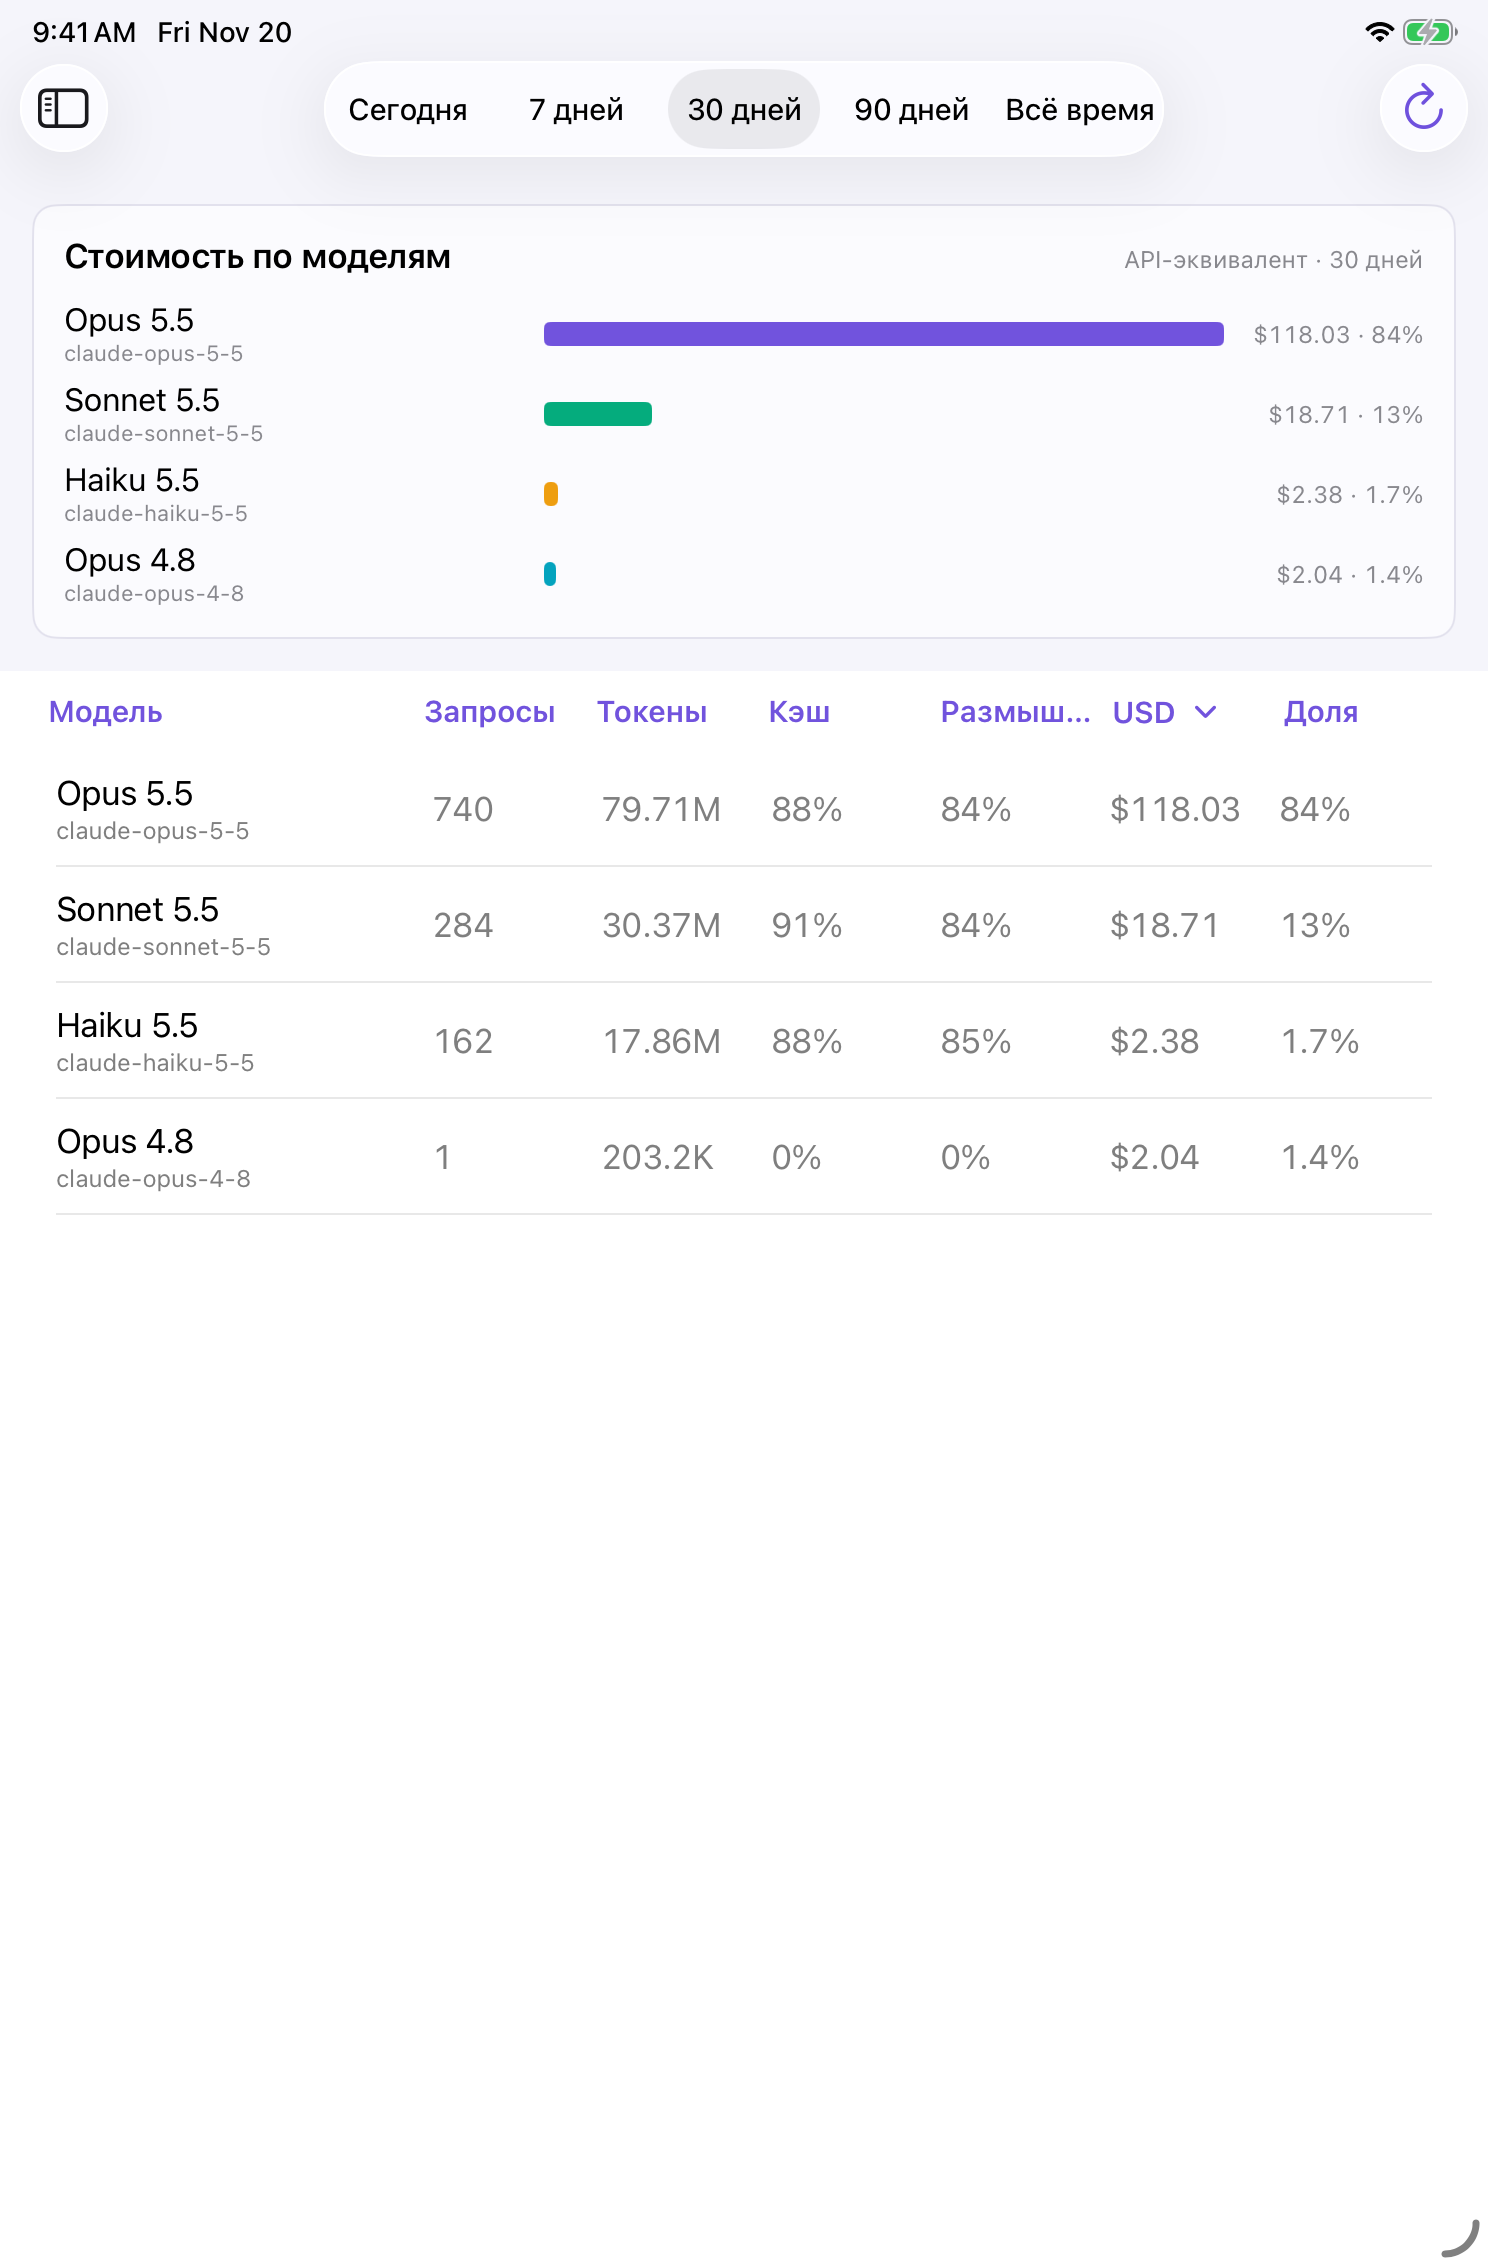 9:41 AM Fri Nov 20
Сегодня 7 дней 30 дней 90 дней Всё время
Стоимость по моделям API-эквивалент · 30 дней
Opus 5.5
claude-opus-5-5
$118.03 · 84%
Sonnet 5.5
claude-sonnet-5-5
$18.71 · 13%
Haiku 5.5
claude-haiku-5-5
$2.38 · 1.7%
Opus 4.8
claude-opus-4-8
$2.04 · 1.4%
Модель Запросы Токены Кэш Размыш... USD Доля
Opus 5.5
claude-opus-5-5
740 79.71M 88% 84% $118.03 84%
Sonnet 5.5
claude-sonnet-5-5
284 30.37M 91% 84% $18.71 13%
Haiku 5.5
claude-haiku-5-5
162 17.86M 88% 85% $2.38 1.7%
Opus 4.8
claude-opus-4-8
1 203.2K 0% 0% $2.04 1.4%